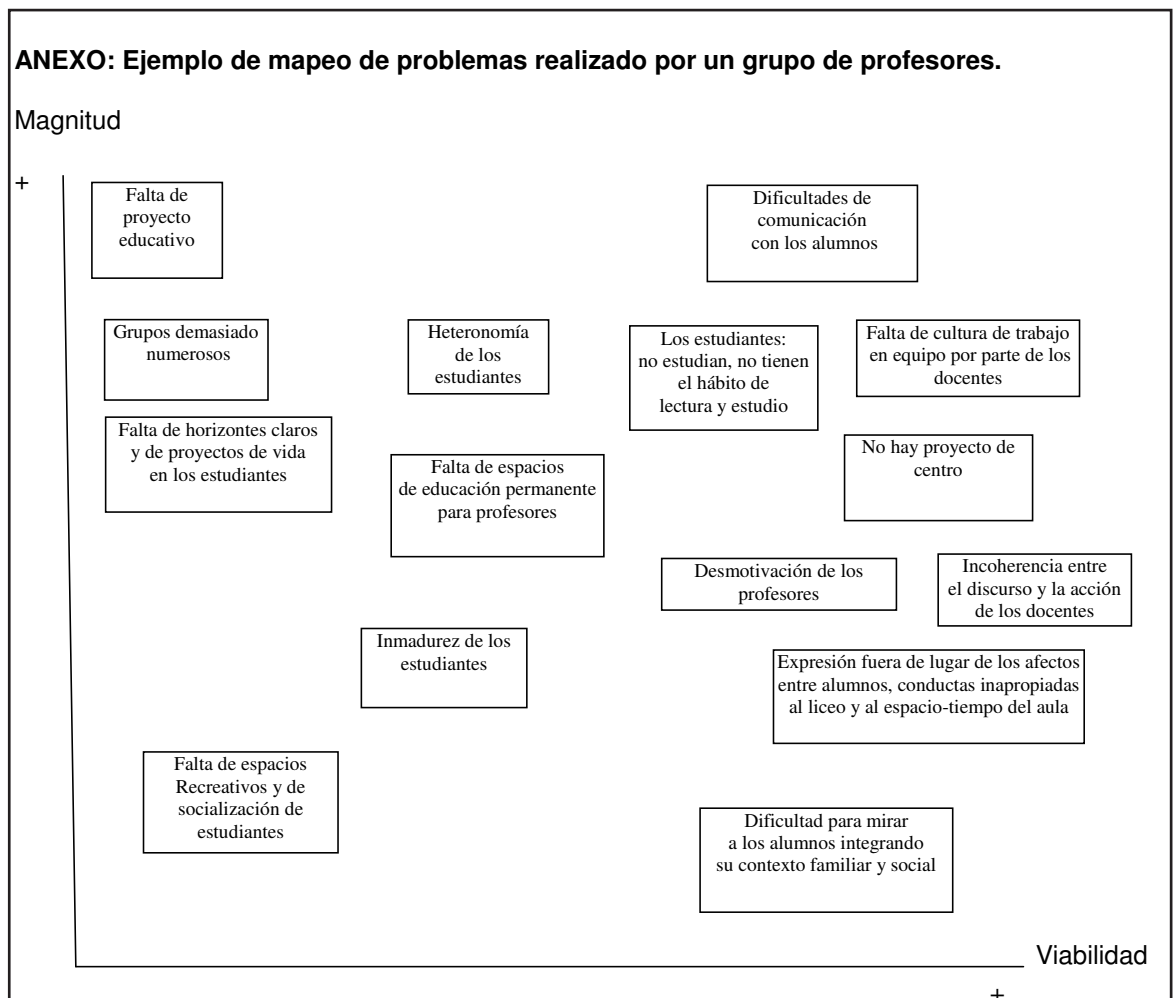 ANEXO: Ejemplo de mapeo de problemas realizado por un grupo de profesores.
Magnitud
+
Falta de
proyecto
educativo
Dificultades de
comunicación
con los alumnos
Grupos demasiado
numerosos
Heteronomía
de los
estudiantes
Los estudiantes:
no estudian, no tienen
el hábito de
lectura y estudio
Falta de cultura de trabajo
en equipo por parte de los
docentes
Falta de horizontes claros
y de proyectos de vida
en los estudiantes
Falta de espacios
de educación permanente
para profesores
No hay proyecto de
centro
Desmotivación de los
profesores
Incoherencia entre
el discurso y la acción
de los docentes
Inmadurez de los
estudiantes
Expresión fuera de lugar de los afectos
entre alumnos, conductas inapropiadas
al liceo y al espacio-tiempo del aula
Falta de espacios
Recreativos y de
socialización de
estudiantes
Dificultad para mirar
a los alumnos integrando
su contexto familiar y social
Viabilidad
+